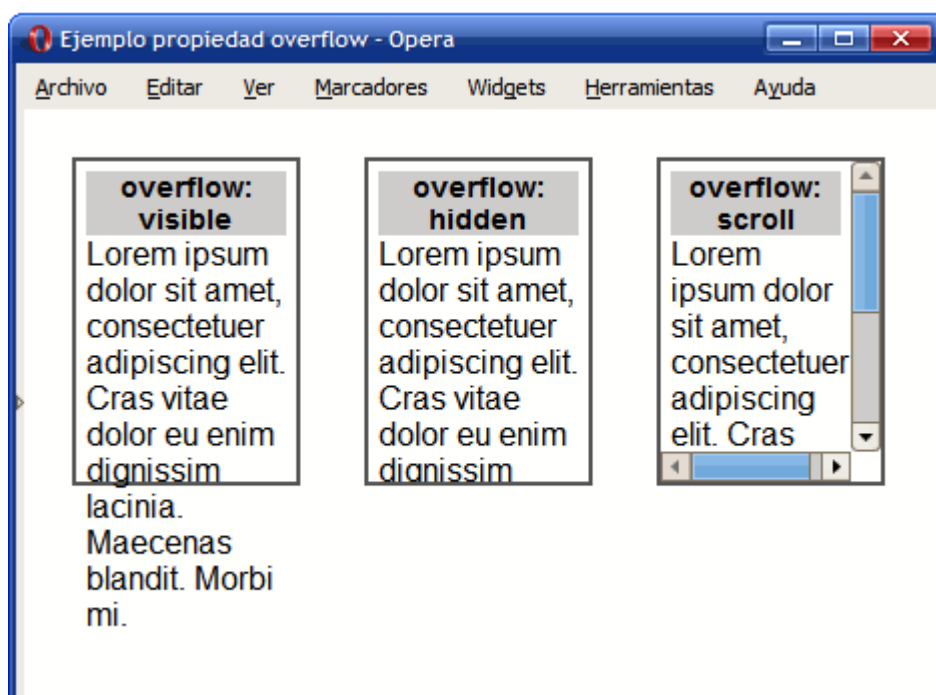 Ejemplo propiedad overflow - Opera
Archivo Editar Ver Marcadores Widgets Herramientas Ayuda
overflow:
visible
Lorem ipsum
dolor sit amet,
consectetuer
adipiscing elit.
Cras vitae
dolor eu enim
dignissim
lacinia.
Maecenas
blandit. Morbi
mi.
overflow:
hidden
Lorem ipsum
dolor sit amet,
consectetuer
adipiscing elit.
Cras vitae
dolor eu enim
dignissim
overflow:
scroll
Lorem
ipsum dolor
sit amet,
consectetuer
adipiscing
elit. Cras